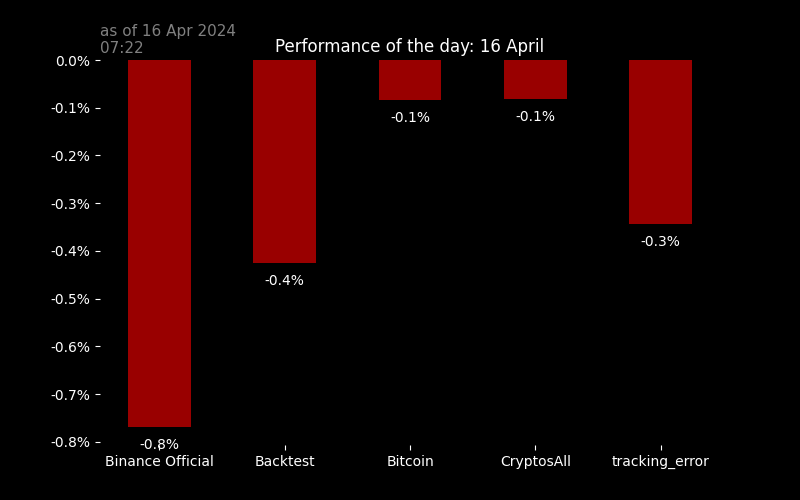 as of 16 Apr 2024
07:22
Performance of the day: 16 April
0.0%
-0.1%
-0.2%
-0.3%
-0.4%
-0.5%
-0.6%
-0.7%
-0.8%
-0.8%
-0.4%
-0.1%
-0.1%
-0.3%
Binance Official
Backtest
Bitcoin
CryptosAll
tracking_error